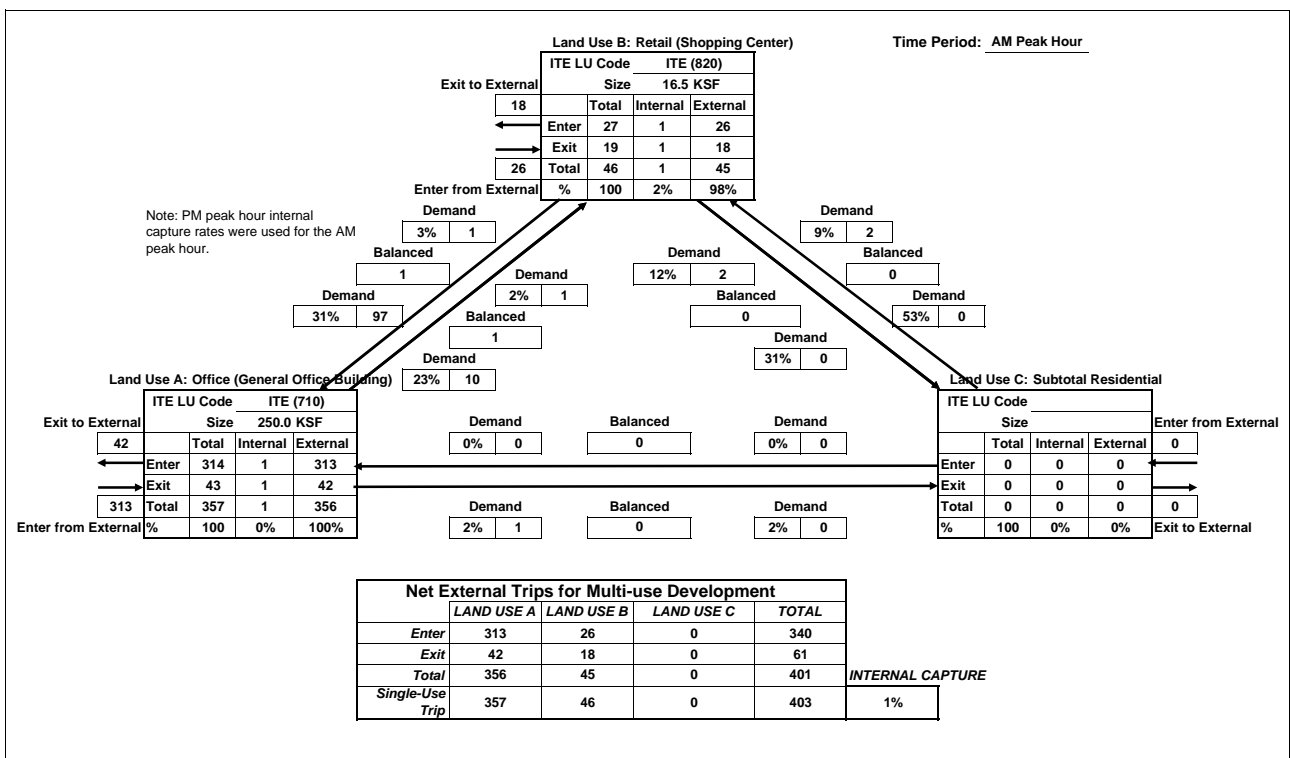 Land Use B: Retail (Shopping Center)
Time Period: AM Peak Hour
ITE LU Code ITE (820)
Exit to External Size 16.5 KSF
18 Total Internal External
Enter 27 1 26
Exit 19 1 18
26 Total 46 1 45
Enter from External % 100 2% 98%
Note: PM peak hour internal
capture rates were used for the AM
peak hour.
Demand
3% 1
Balanced
1
Demand
31% 97
Demand
2% 1
Balanced
1
Demand
23% 10
Demand
12% 2
Balanced
0
Demand
31% 0
Demand
9% 2
Balanced
0
Demand
53% 0
Land Use A: Office (General Office Building)
ITE LU Code ITE (710)
Exit to External Size 250.0 KSF
42 Total Internal External
Enter 314 1 313
Exit 43 1 42
313 Total 357 1 356
Enter from External % 100 0% 100%
Demand Balanced Demand
0% 0 0 0% 0
Demand Balanced Demand
2% 1 0 2% 0
Land Use C: Subtotal Residential
ITE LU Code
Size Enter from External
Total Internal External 0
Enter 0 0 0
Exit 0 0 0
Total 0 0 0 0
% 100 0% 0% Exit to External
Net External Trips for Multi-use Development
LAND USE A LAND USE B LAND USE C TOTAL
Enter 313 26 0 340
Exit 42 18 0 61
Total 356 45 0 401 INTERNAL CAPTURE
Single-Use
Trip 357 46 0 403 1%